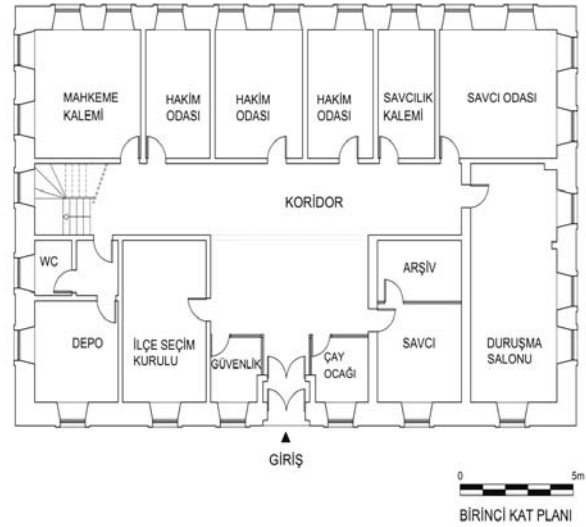 MAHKEME
KALEMİ
HAKİM
ODASI
HAKİM
ODASI
HAKİM
ODASI
SAVCILIK
KALEMİ
SAVCI ODASI
KORİDOR
WC
ARŞİV
DEPO
İLÇE SEÇİM
KURULU
GÜVENLİK
ÇAY
OCAĞI
SAVCI
DURUŞMA
SALONU
GİRİŞ
0 5m
BİRİNCİ KAT PLANI